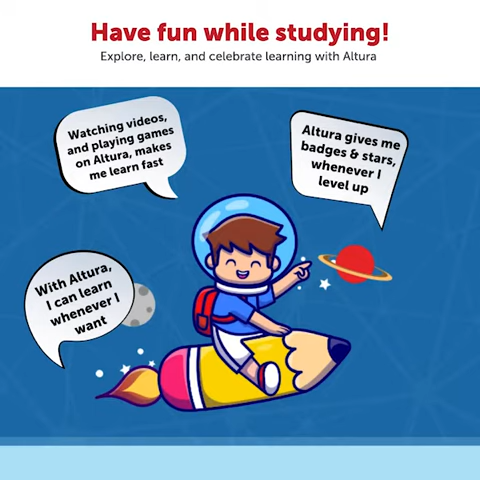 Have fun while studying!
Explore, learn, and celebrate learning with Altura
Watching videos,
and playing games
on Altura, makes
me learn fast
Altura gives me
badges & stars,
whenever I
level up
With Altura,
I can learn
whenever I
want